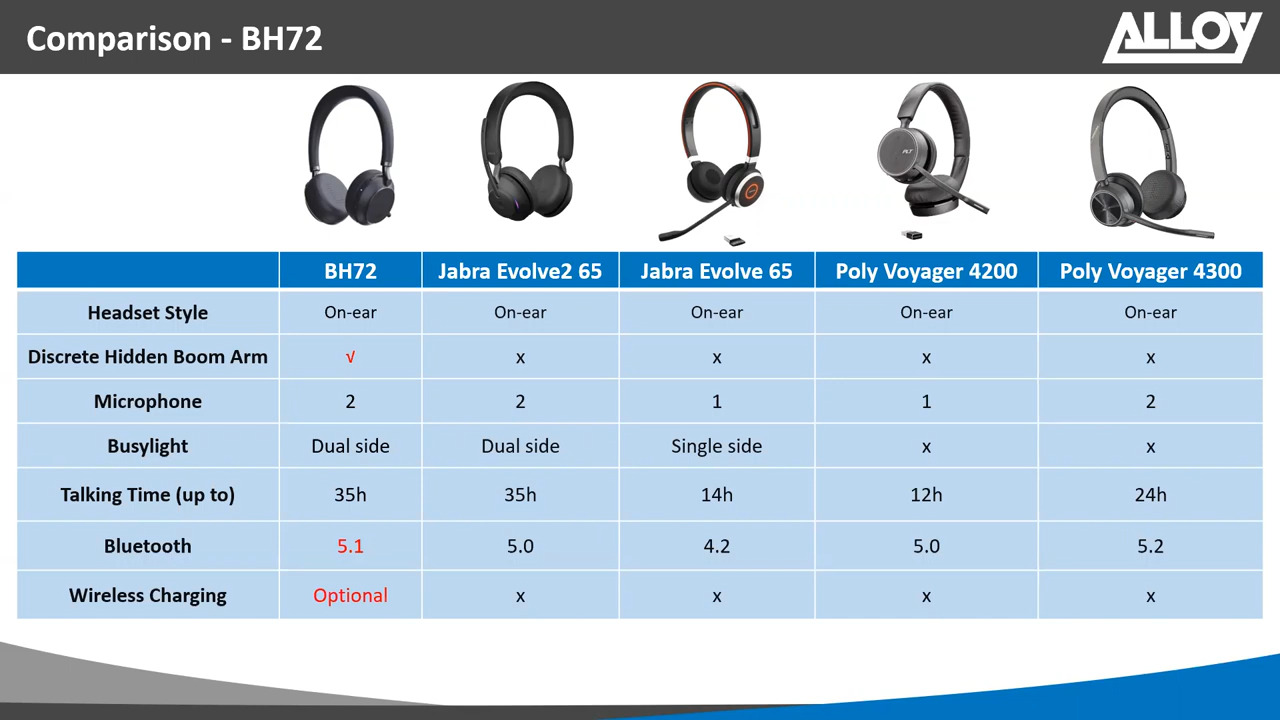 Comparison - BH72
ALLOY
PLT
BH72 Jabra Evolve2 65 Jabra Evolve 65 Poly Voyager 4200 Poly Voyager 4300
Headset Style On-ear On-ear On-ear On-ear On-ear
Discrete Hidden Boom Arm √ x x x x
Microphone 2 2 1 1 2
Busylight Dual side Dual side Single side x x
Talking Time (up to) 35h 35h 14h 12h 24h
Bluetooth 5.1 5.0 4.2 5.0 5.2
Wireless Charging Optional x x x x